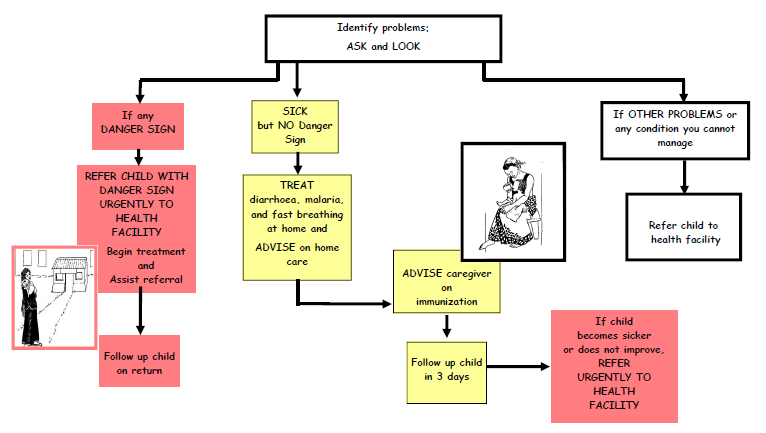 Identify problems:
ASK and LOOK
If any
DANGER SIGN
REFER CHILD WITH
DANGER SIGN
URGENTLY TO
HEALTH
FACILITY
Begin treatment
and
Assist referral
Follow up child
on return
SICK
but NO Danger
Sign
TREAT
diarrhoea, malaria,
and fast breathing
at home and
ADVISE on home
care
ADVISE caregiver
on
immunization
Follow up child
in 3 days
If child
becomes sicker
or does not improve,
REFER
URGENTLY TO
HEALTH
FACILITY
If OTHER PROBLEMS or
any condition you cannot
manage
Refer child to
health facility